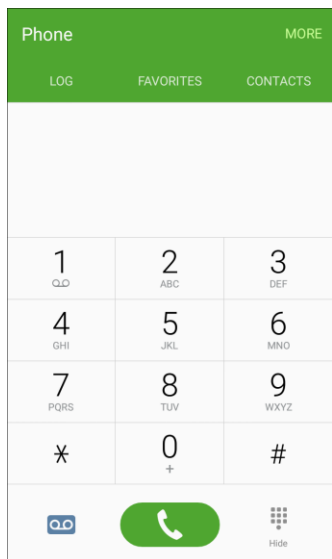 Phone MORE
LOG FAVORITES CONTACTS
1 2 3
ABC DEF
4 5 6
GHI JKL MNO
7 8 9
PQRS TUV WXYZ
* 0 #
+
Hide